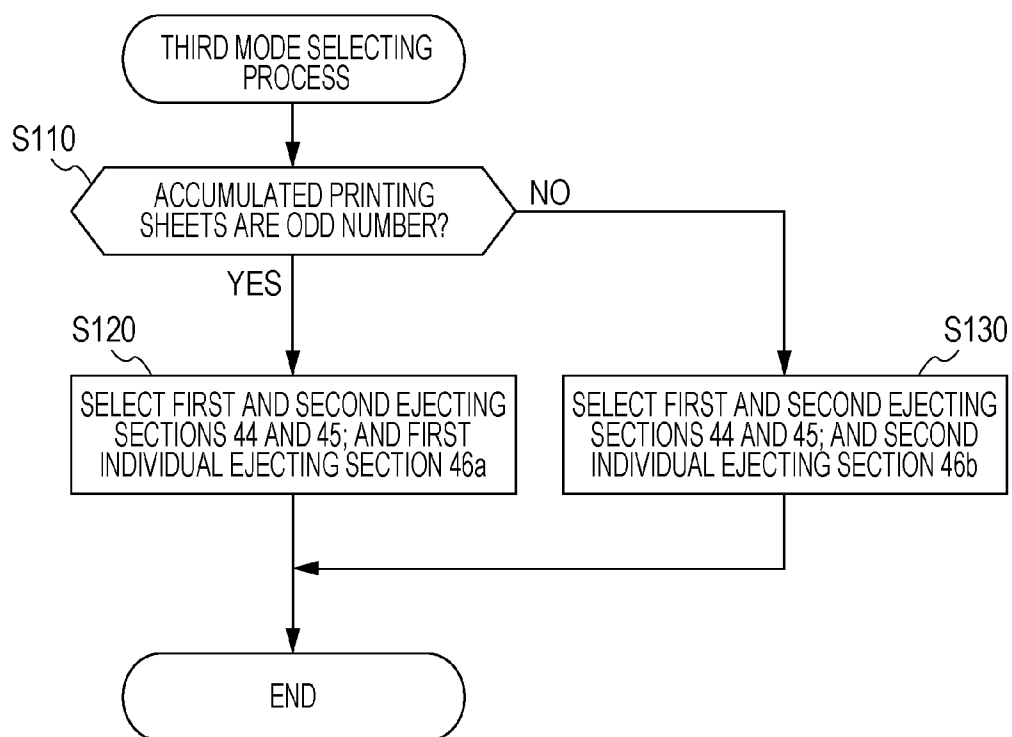 THIRD MODE SELECTING
PROCESS
S110
ACCUMULATED PRINTING
SHEETS ARE ODD NUMBER?
NO
YES
S120
SELECT FIRST AND SECOND EJECTING
SECTIONS 44 AND 45; AND FIRST
INDIVIDUAL EJECTING SECTION 46a
S130
SELECT FIRST AND SECOND EJECTING
SECTIONS 44 AND 45; AND SECOND
INDIVIDUAL EJECTING SECTION 46b
END